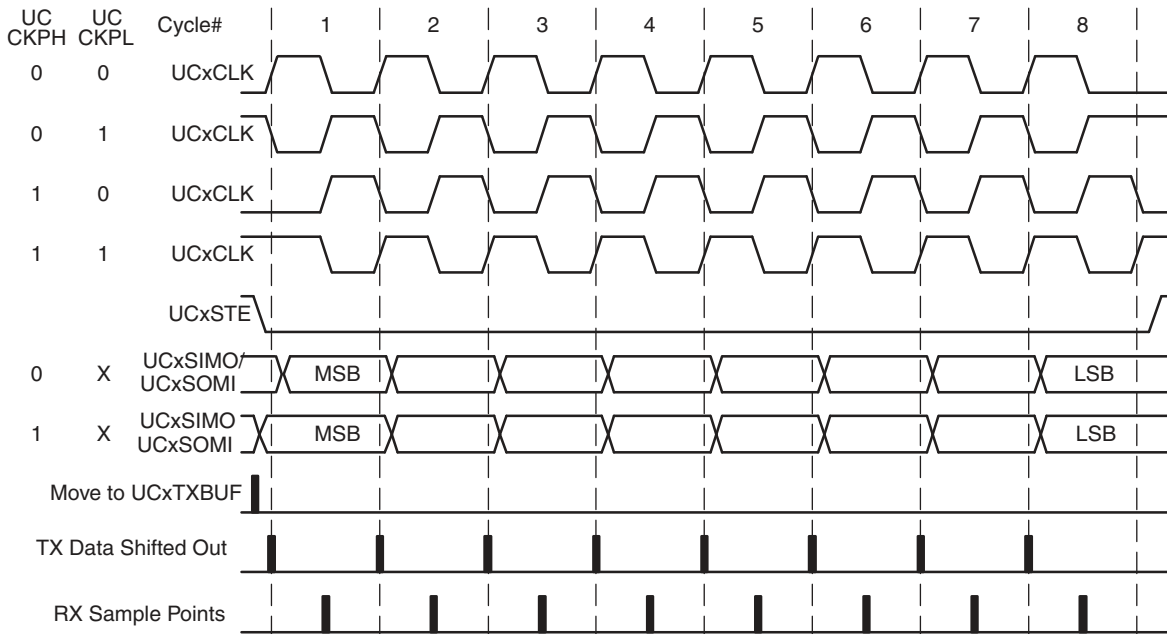 UC UC Cycle# 1 2 3 4 5 6 7 8
CKPH CKPL
0 0 UCxCLK
0 1 UCxCLK
1 0 UCxCLK
1 1 UCxCLK
UCxSTE
0 X UCxSIMO/ MSB LSB
UCxSOMI
1 X UCxSIMO MSB LSB
UCxSOMI
Move to UCxTXBUF
TX Data Shifted Out
RX Sample Points